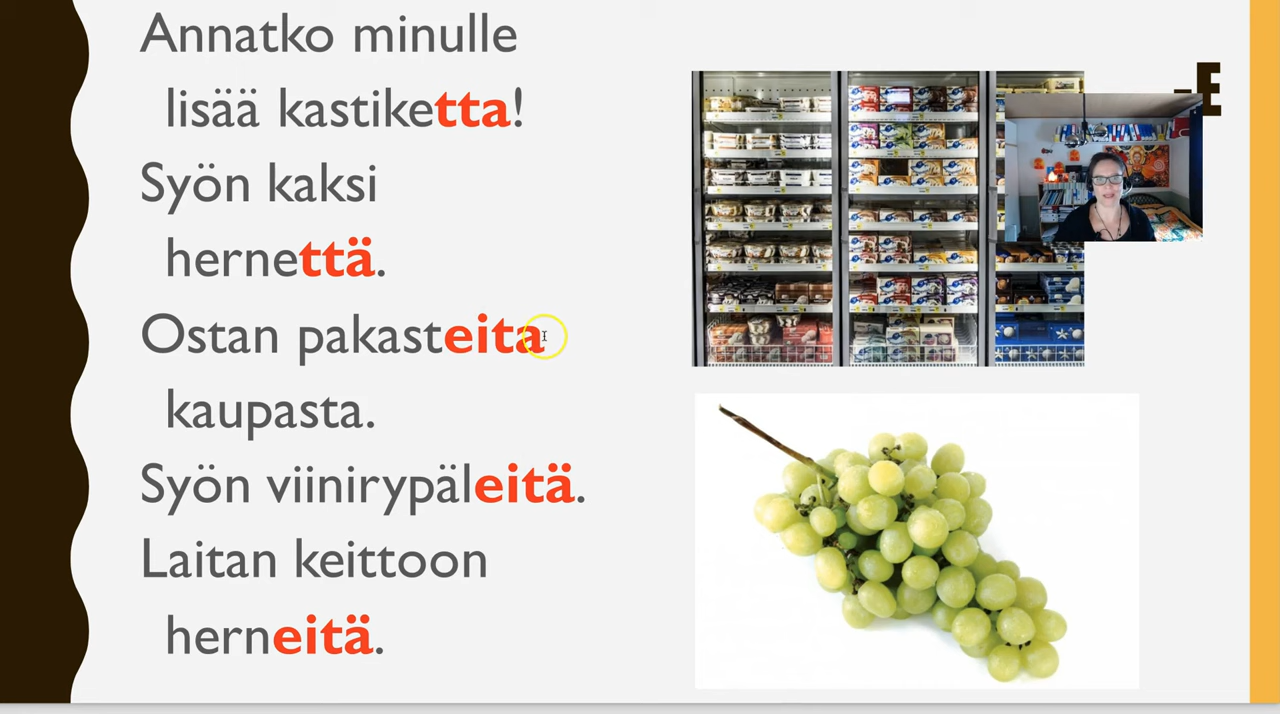 Annatko minulle
lisää kastiketta!
Syön kaksi
hernettä.
Ostan pakasteita
kaupasta.
Syön viinirypäleitä.
Laitan keittoon
herneitä.
-E